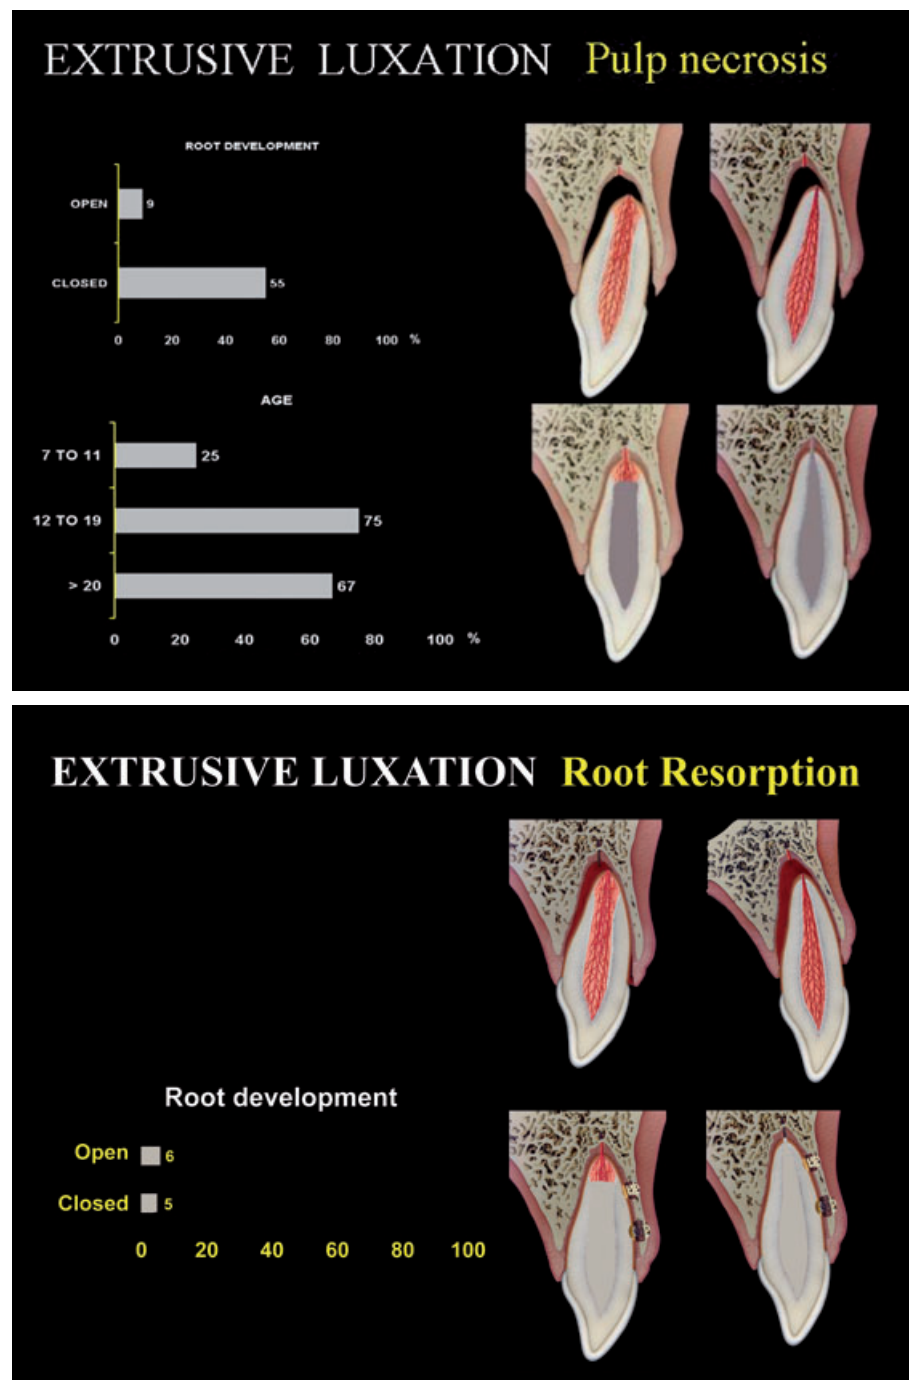 EXTRUSIVE LUXATION Pulp necrosis
ROOT DEVELOPMENT
OPEN 9
CLOSED 55
0 20 40 60 80 100 %
AGE
7 TO 11 25
12 TO 19 75
> 20 67
0 20 40 60 80 100 %
EXTRUSIVE LUXATION Root Resorption
Root development
Open 6
Closed 5
0 20 40 60 80 100